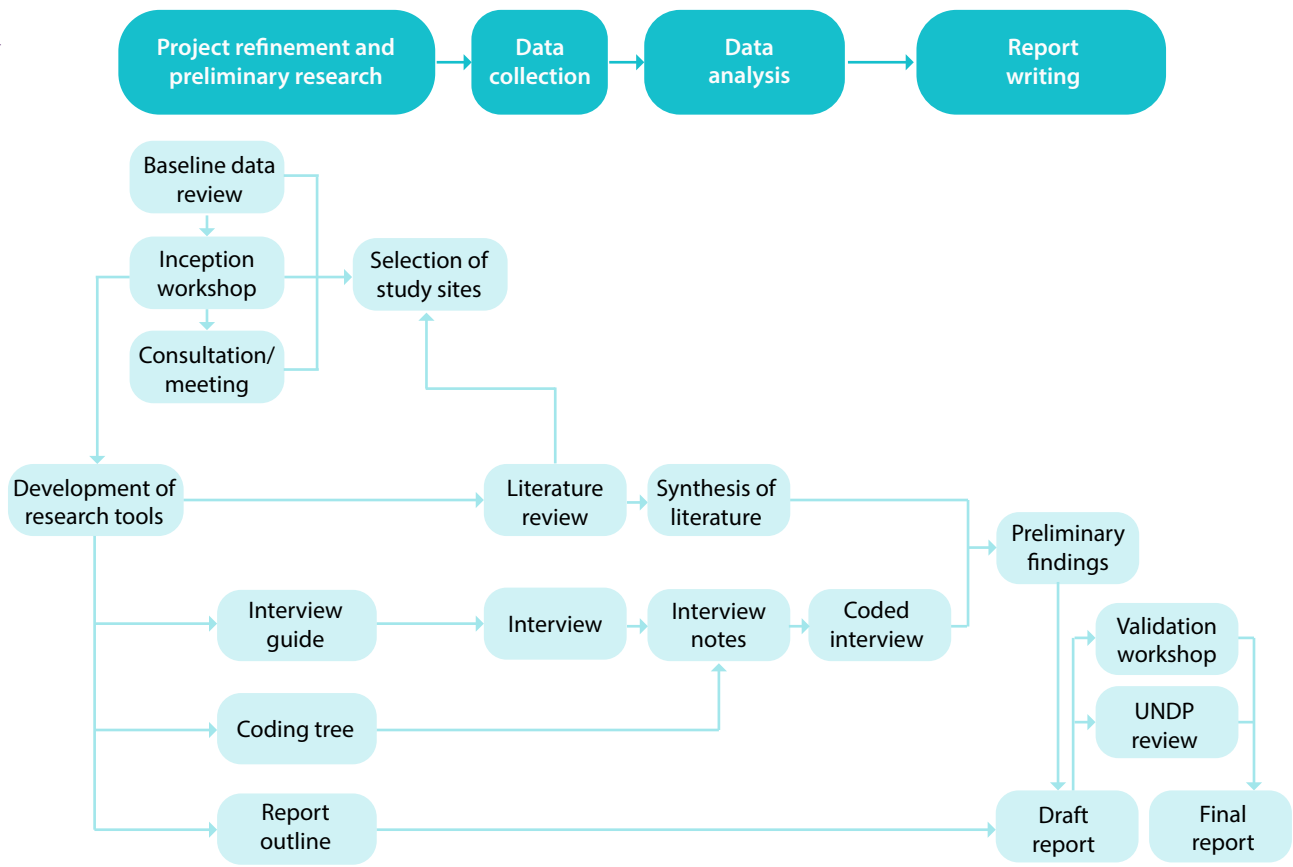 Project refinement and
preliminary research
Data
collection
Data
analysis
Report
writing
Baseline data
review
Inception
workshop
Selection of
study sites
Consultation/
meeting
Development of
research tools
Literature
review
Synthesis of
literature
Preliminary
findings
Interview
guide
Interview
Interview
notes
Coded
interview
Validation
workshop
Coding tree
UNDP
review
Report
outline
Draft
report
Final
report